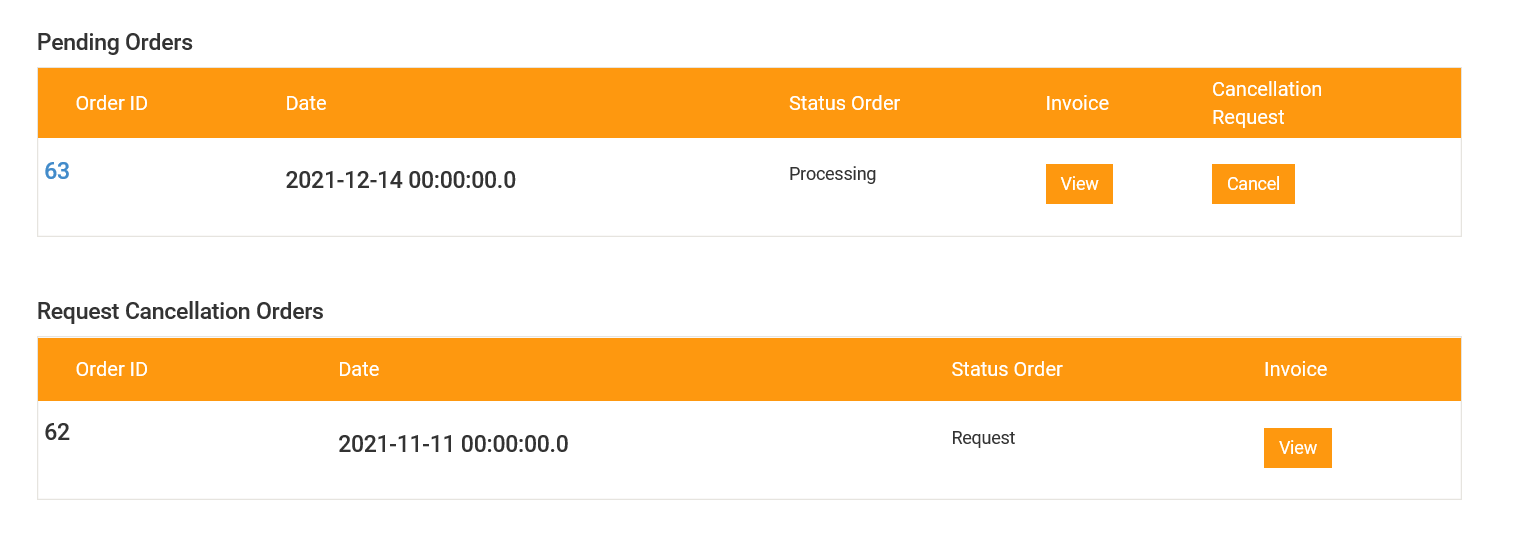 Pending Orders
Order ID Date Status Order Invoice Cancellation Request
63 2021-12-14 00:00:00.0 Processing View Cancel
Request Cancellation Orders
Order ID Date Status Order Invoice
62 2021-11-11 00:00:00.0 Request View